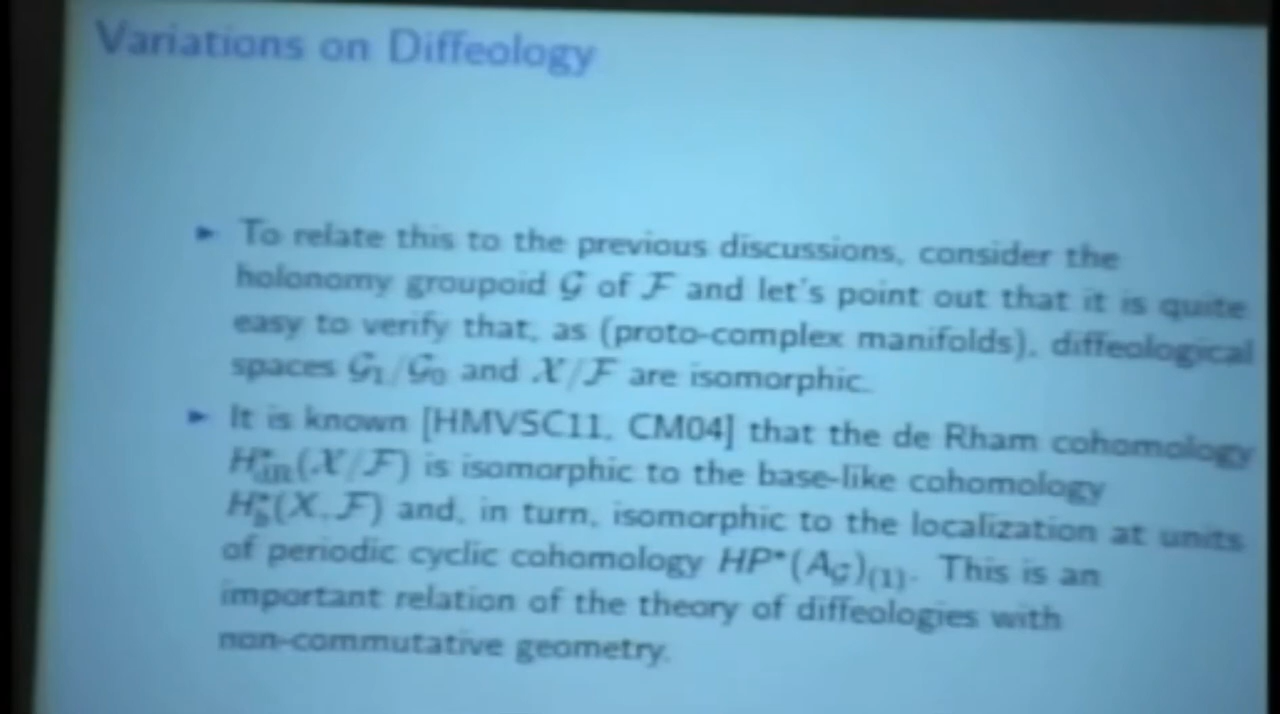 Variations on Diffeology
► To relate this to the previous discussions, consider the
holonomy groupoid 𝒢 of ℱ and let's point out that it is quite
easy to verify that, as (proto-complex manifolds), diffeological
spaces 𝒢₁/𝒢₀ and 𝒳/ℱ are isomorphic.
► It is known [HMVSC11, CM04] that the de Rham cohomology
H*_dR(𝒳/ℱ) is isomorphic to the base-like cohomology
H*_b(X, ℱ) and, in turn, isomorphic to the localization at units
of periodic cyclic cohomology HP*(A_𝒢)_(1). This is an
important relation of the theory of diffeologies with
non-commutative geometry.